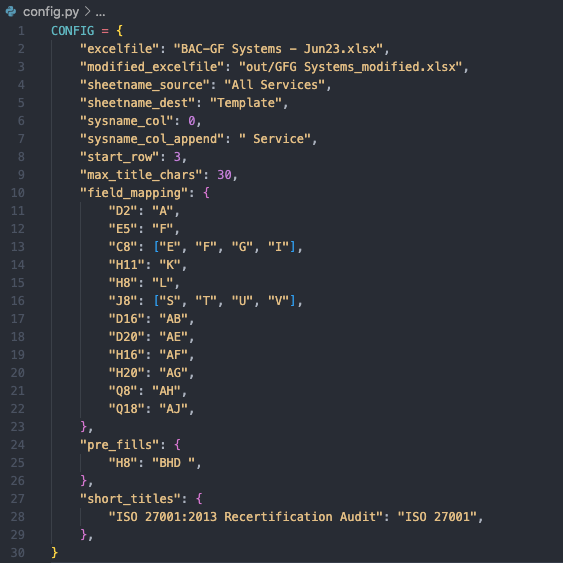 config.py > ...
1 CONFIG = {
2 "excelfile": "BAC-GF Systems - Jun23.xlsx",
3 "modified_excelfile": "out/GFG Systems_modified.xlsx",
4 "sheetname_source": "All Services",
5 "sheetname_dest": "Template",
6 "sysname_col": 0,
7 "sysname_col_append": " Service",
8 "start_row": 3,
9 "max_title_chars": 30,
10 "field_mapping": {
11 "D2": "A",
12 "E5": "F",
13 "C8": ["E", "F", "G", "I"],
14 "H11": "K",
15 "H8": "L",
16 "J8": ["S", "T", "U", "V"],
17 "D16": "AB",
18 "D20": "AE",
19 "H16": "AF",
20 "H20": "AG",
21 "Q8": "AH",
22 "Q18": "AJ",
23 },
24 "pre_fills": {
25 "H8": "BHD ",
26 },
27 "short_titles": {
28 "ISO 27001:2013 Recertification Audit": "ISO 27001",
29 },
30 }